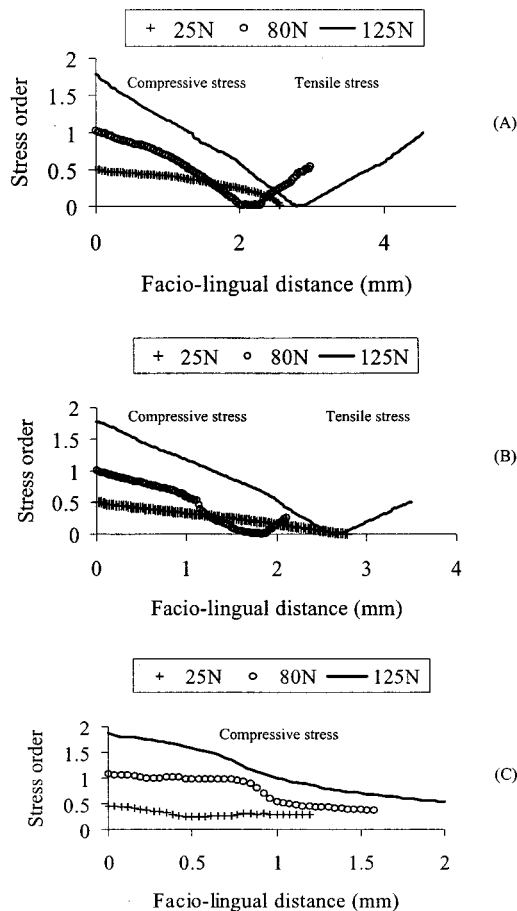 + 25N o 80N — 125N
2
Compressive stress Tensile stress
1.5
1
0.5
0
Stress order
(A)
0 2 4
Facio-lingual distance (mm)
+ 25N o 80N — 125N
2
Compressive stress Tensile stress
1.5
1
0.5
0
Stress order
(B)
0 1 2 3 4
Facio-lingual distance (mm)
+ 25N o 80N — 125N
2
Compressive stress
1.5
1
0.5
0
Stress order
(C)
0 0.5 1 1.5 2
Facio-lingual distance (mm)